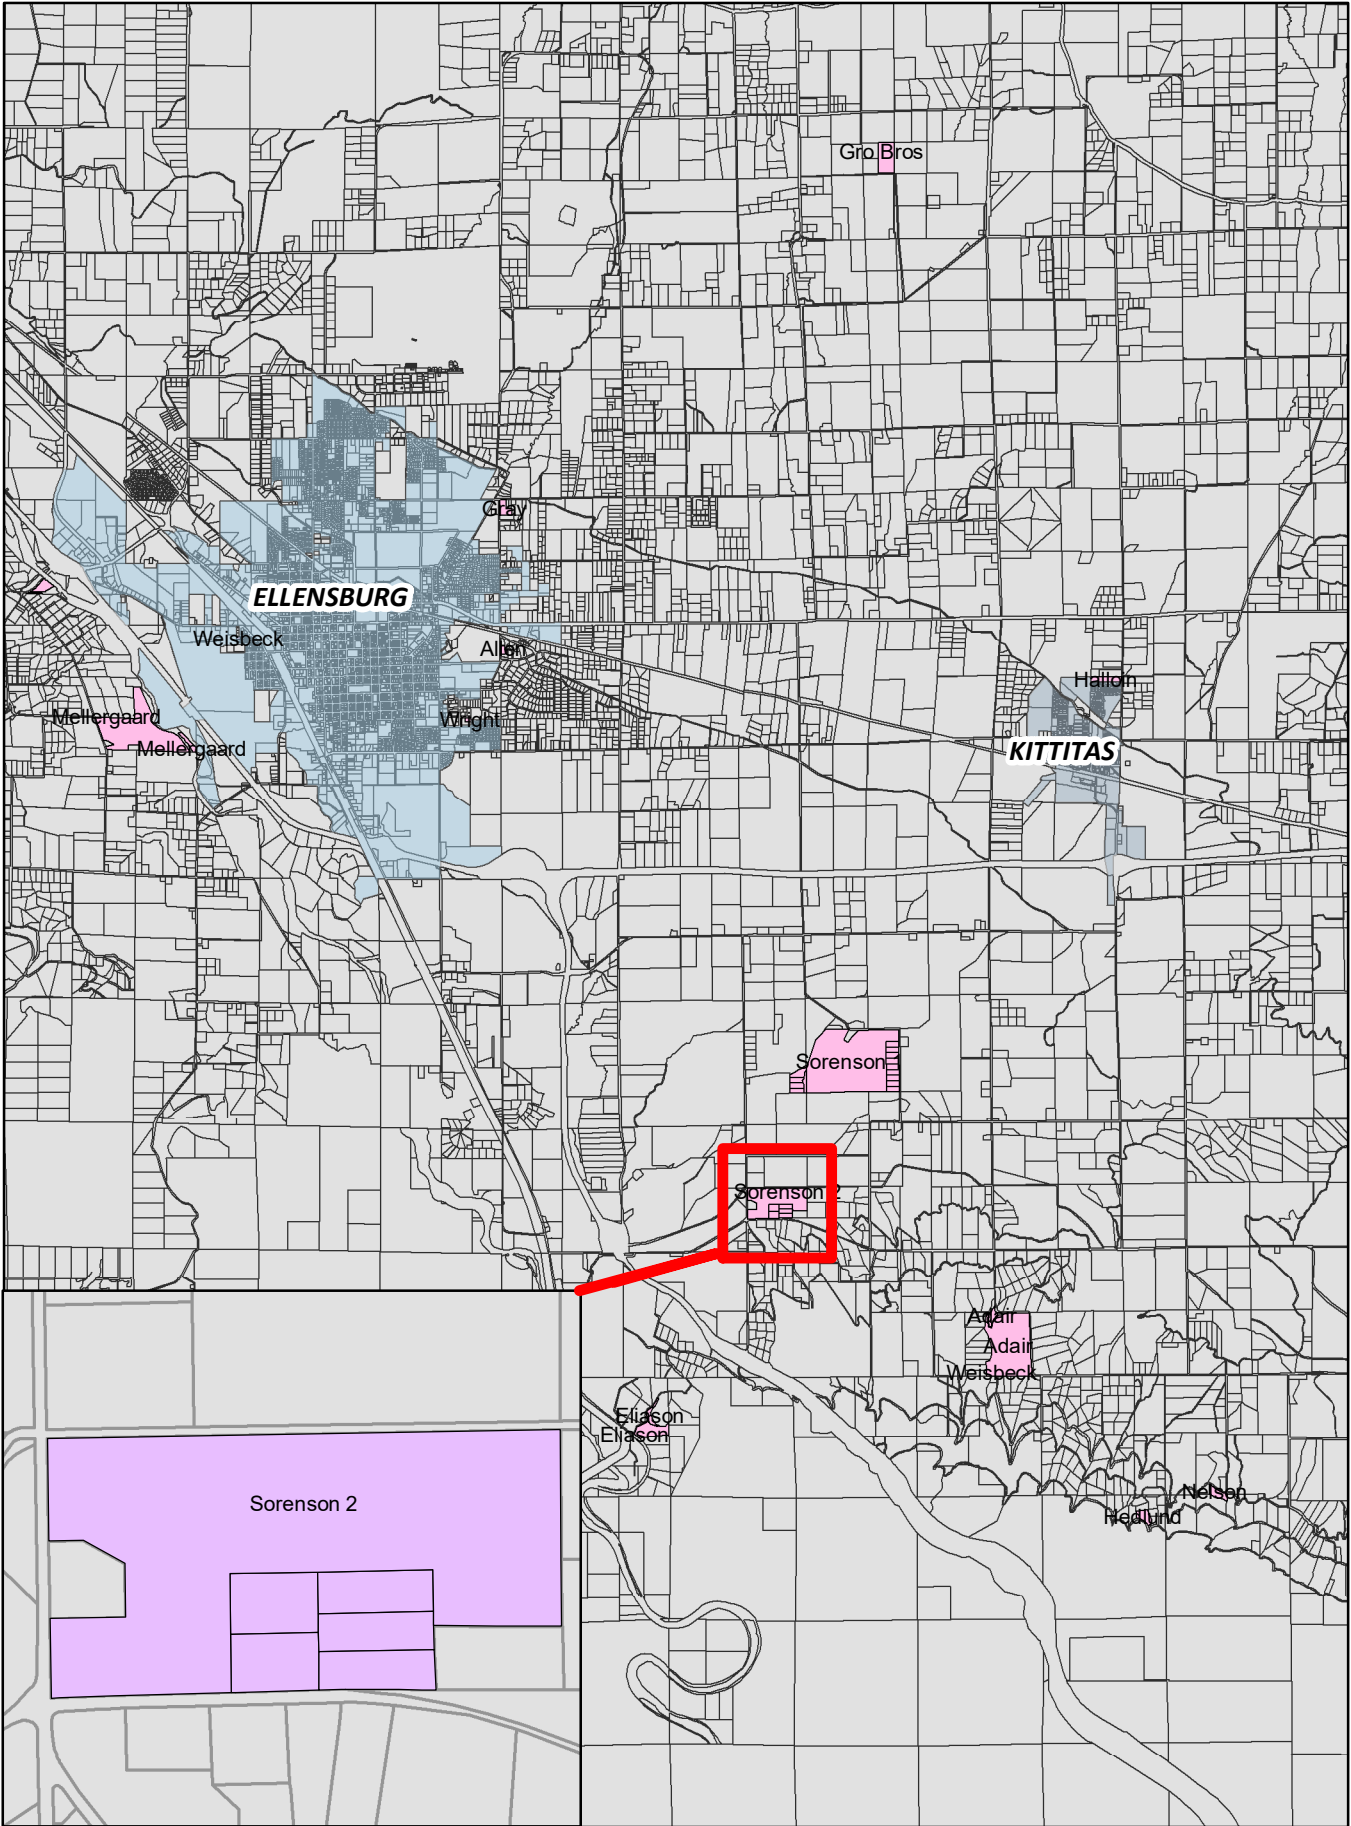 Gro Bros
Gray
ELLENSBURG
Weisbeck
Allen
Halloin
Mellergaard
Wright
Mellergaard
KITTITAS
Sorenson 1
Sorenson 2
Adair
Adair
Weisbeck
Eliason
Eliason
Nelson
Hedlund
Sorenson 2